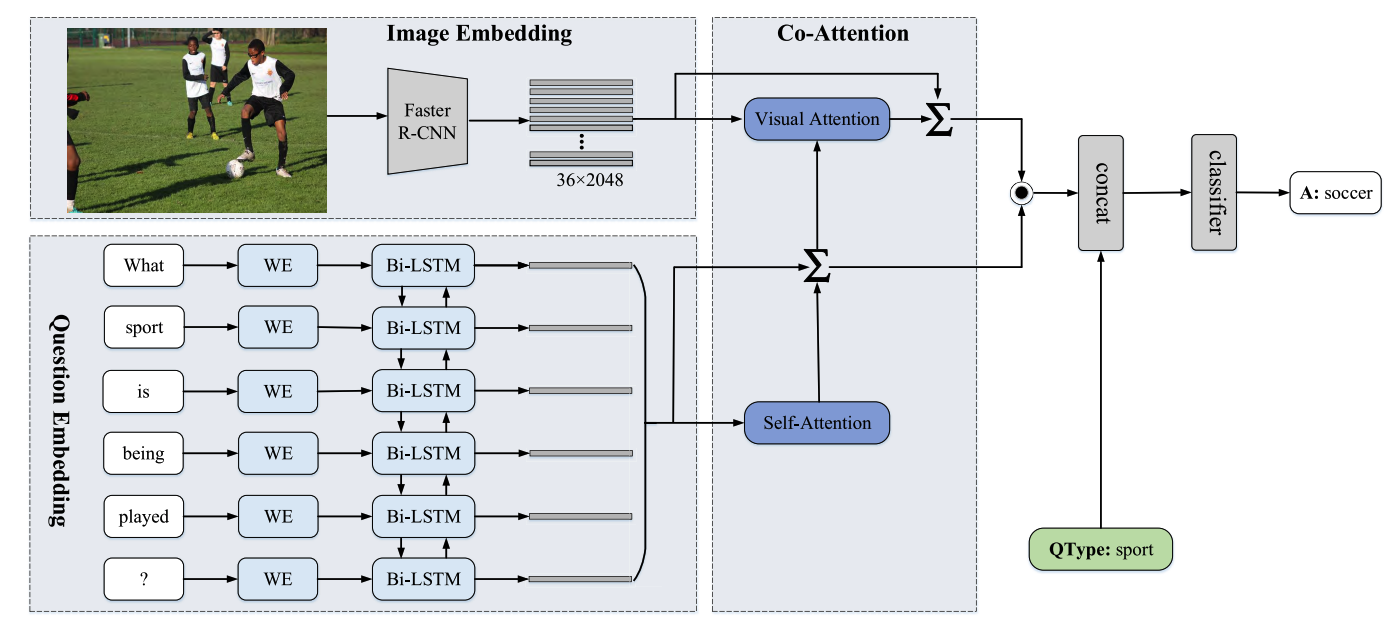 Image Embedding
Faster
R-CNN
36×2048
Co-Attention
Visual Attention
Σ
Σ
Self-Attention
Question Embedding
What WE Bi-LSTM
sport WE Bi-LSTM
is WE Bi-LSTM
being WE Bi-LSTM
played WE Bi-LSTM
? WE Bi-LSTM
concat
classifier
A: soccer
QType: sport